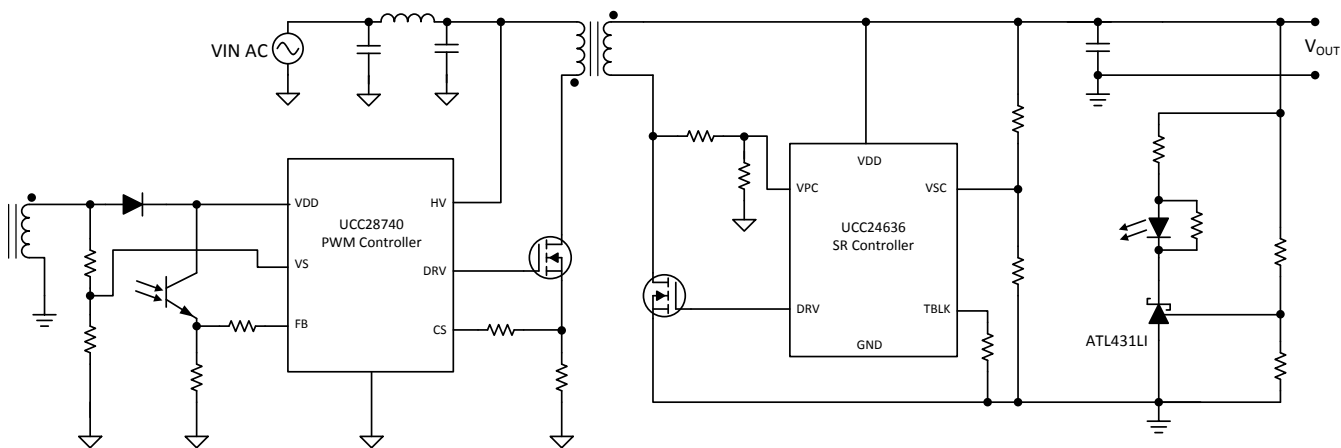 VIN AC
VOUT
UCC28740
PWM Controller
VDD
HV
VS
DRV
FB
CS
UCC24636
SR Controller
VDD
VPC
VSC
DRV
TBLK
GND
ATL431LI